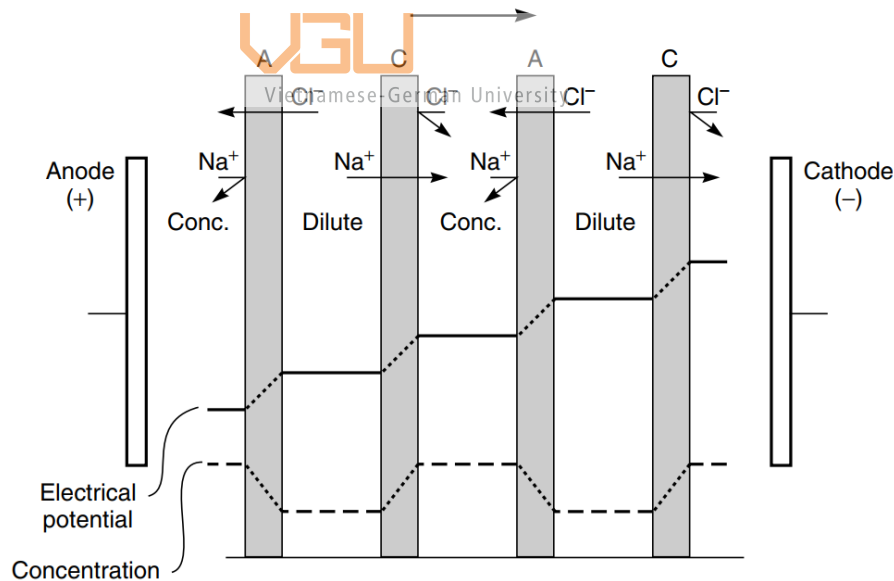 VGU
Vietnamese-German University
A C A C
Cl⁻ Cl⁻ Cl⁻ Cl⁻
Na⁺ Na⁺ Na⁺ Na⁺
Anode
(+)
Cathode
(−)
Conc. Dilute Conc. Dilute
Electrical
potential
Concentration